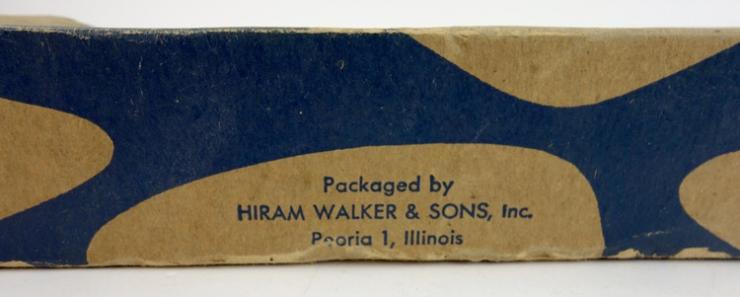 Packaged by
HIRAM WALKER & SONS, Inc.
Peoria 1, Illinois